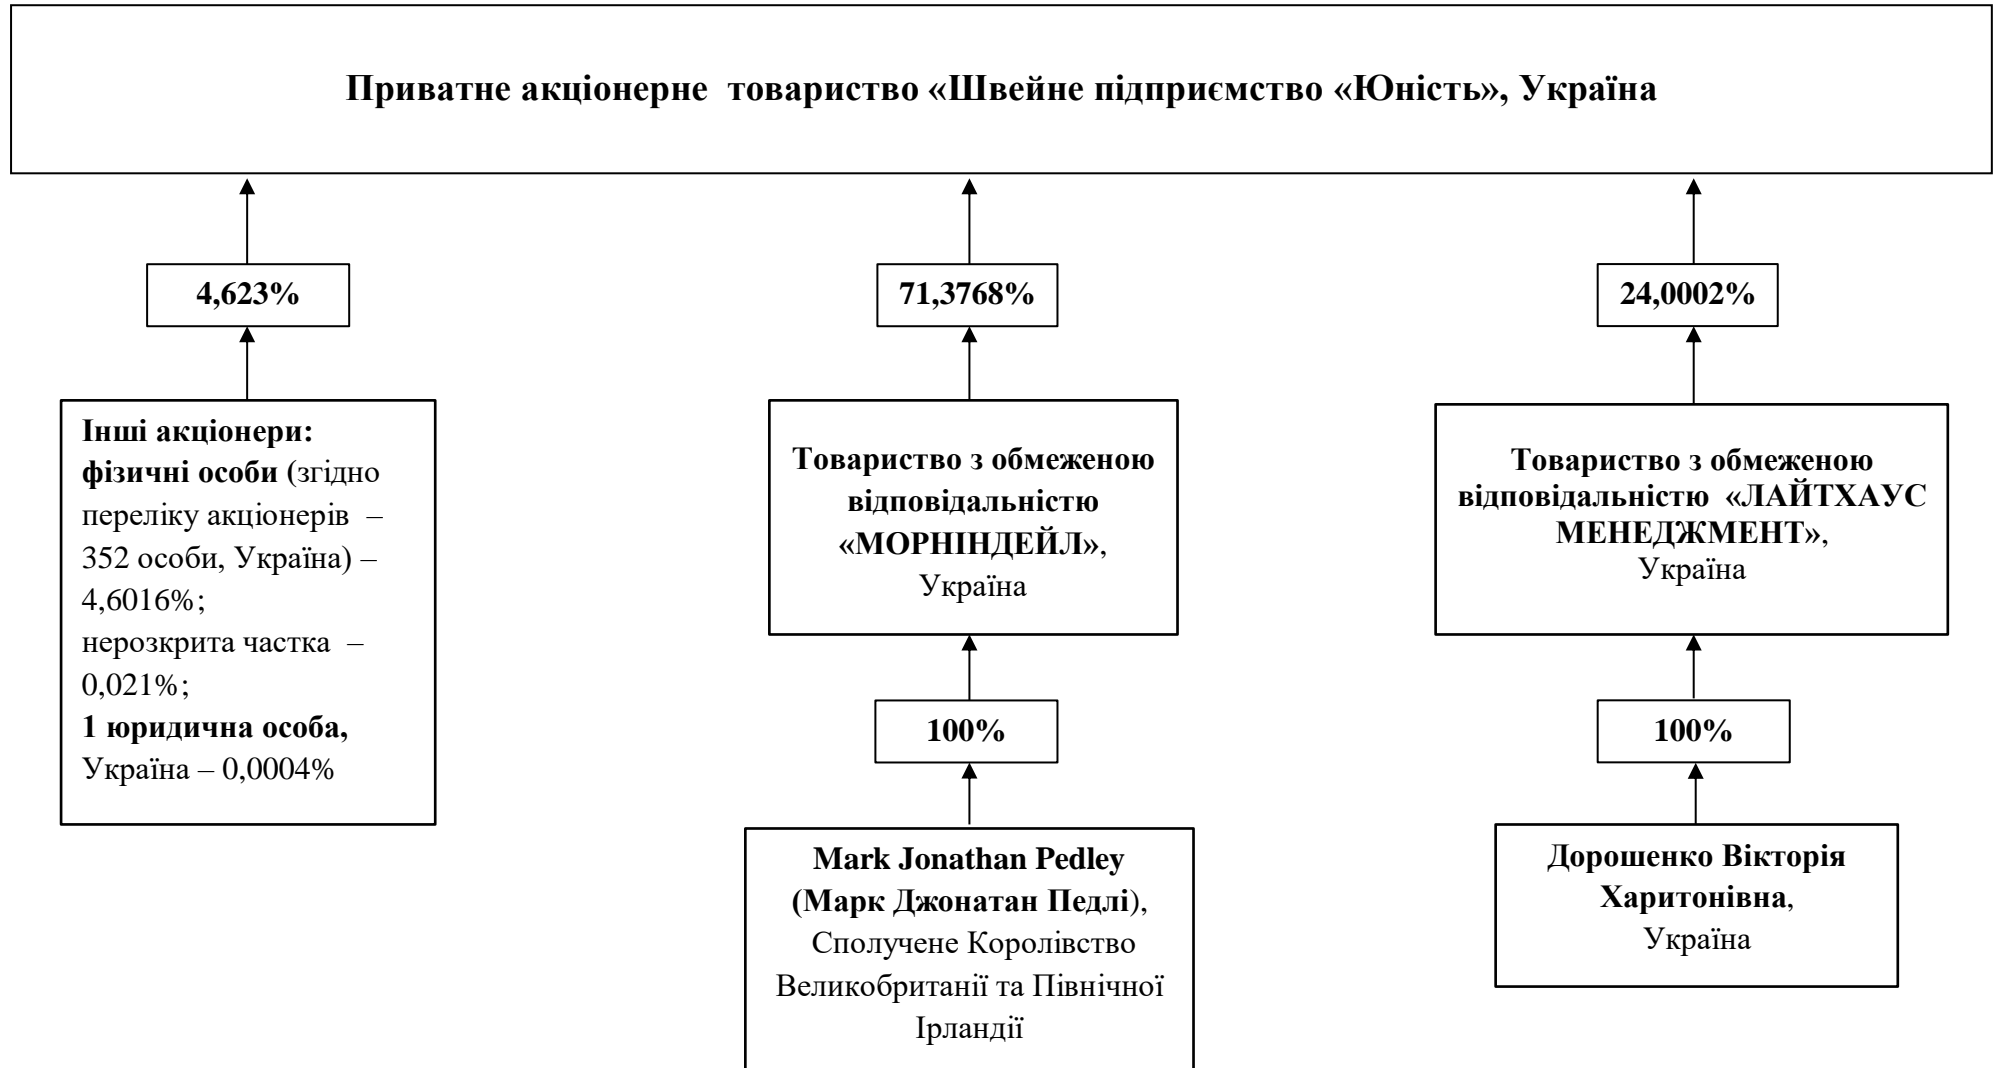 Приватне акціонерне товариство «Швейне підприємство «Юність», Україна
4,623%
71,3768%
24,0002%
Інші акціонери:
фізичні особи (згідно
переліку акціонерів –
352 особи, Україна) –
4,6016%;
нерозкрита частка –
0,021%;
1 юридична особа,
Україна – 0,0004%
Товариство з обмеженою
відповідальністю
«МОРНІНДЕЙЛ»,
Україна
Товариство з обмеженою
відповідальністю «ЛАЙТХАУС
МЕНЕДЖМЕНТ»,
Україна
100%
100%
Mark Jonathan Pedley
(Марк Джонатан Педлі),
Сполучене Королівство
Великобританії та Північної
Ірландії
Дорошенко Вікторія
Харитонівна,
Україна